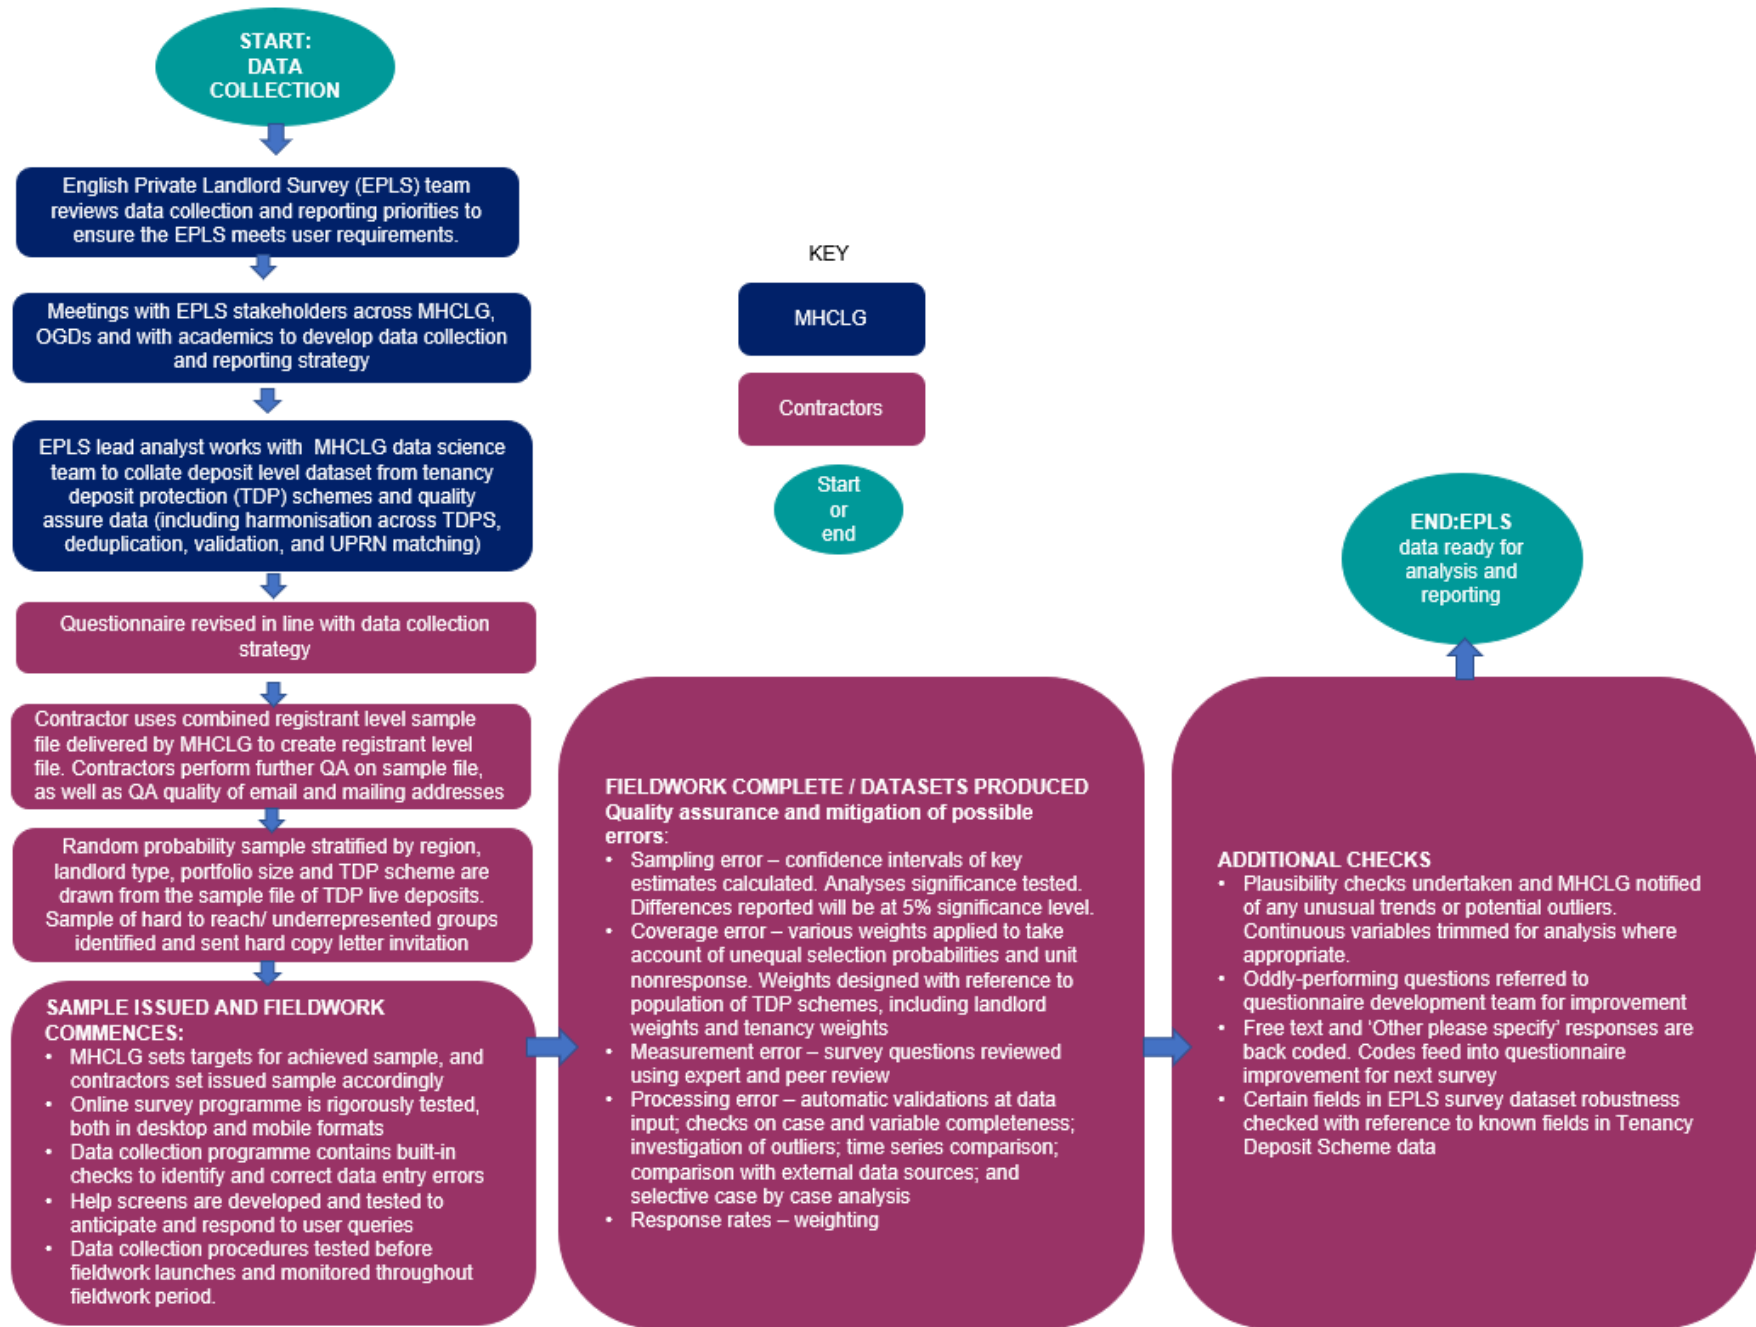 START:
DATA
COLLECTION
English Private Landlord Survey (EPLS) team
reviews data collection and reporting priorities to
ensure the EPLS meets user requirements.
Meetings with EPLS stakeholders across MHCLG,
OGDs and with academics to develop data collection
and reporting strategy
EPLS lead analyst works with MHCLG data science
team to collate deposit level dataset from tenancy
deposit protection (TDP) schemes and quality
assure data (including harmonisation across TDPS,
deduplication, validation, and UPRN matching)
Questionnaire revised in line with data collection
strategy
Contractor uses combined registrant level sample
file delivered by MHCLG to create registrant level
file. Contractors perform further QA on sample file,
as well as QA quality of email and mailing addresses
Random probability sample stratified by region,
landlord type, portfolio size and TDP scheme are
drawn from the sample file of TDP live deposits.
Sample of hard to reach/ underrepresented groups
identified and sent hard copy letter invitation
SAMPLE ISSUED AND FIELDWORK
COMMENCES:
• MHCLG sets targets for achieved sample, and
contractors set issued sample accordingly
• Online survey programme is rigorously tested,
both in desktop and mobile formats
• Data collection programme contains built-in
checks to identify and correct data entry errors
• Help screens are developed and tested to
anticipate and respond to user queries
• Data collection procedures tested before
fieldwork launches and monitored throughout
fieldwork period.
KEY
MHCLG
Contractors
Start
or
end
FIELDWORK COMPLETE / DATASETS PRODUCED
Quality assurance and mitigation of possible
errors:
• Sampling error – confidence intervals of key
estimates calculated. Analyses significance tested.
Differences reported will be at 5% significance level.
• Coverage error – various weights applied to take
account of unequal selection probabilities and unit
nonresponse. Weights designed with reference to
population of TDP schemes, including landlord
weights and tenancy weights
• Measurement error – survey questions reviewed
using expert and peer review
• Processing error – automatic validations at data
input; checks on case and variable completeness;
investigation of outliers; time series comparison;
comparison with external data sources; and
selective case by case analysis
• Response rates – weighting
ADDITIONAL CHECKS
• Plausibility checks undertaken and MHCLG notified
of any unusual trends or potential outliers.
Continuous variables trimmed for analysis where
appropriate.
• Oddly-performing questions referred to
questionnaire development team for improvement
• Free text and ‘Other please specify’ responses are
back coded. Codes feed into questionnaire
improvement for next survey
• Certain fields in EPLS survey dataset robustness
checked with reference to known fields in Tenancy
Deposit Scheme data
END:EPLS
data ready for
analysis and
reporting